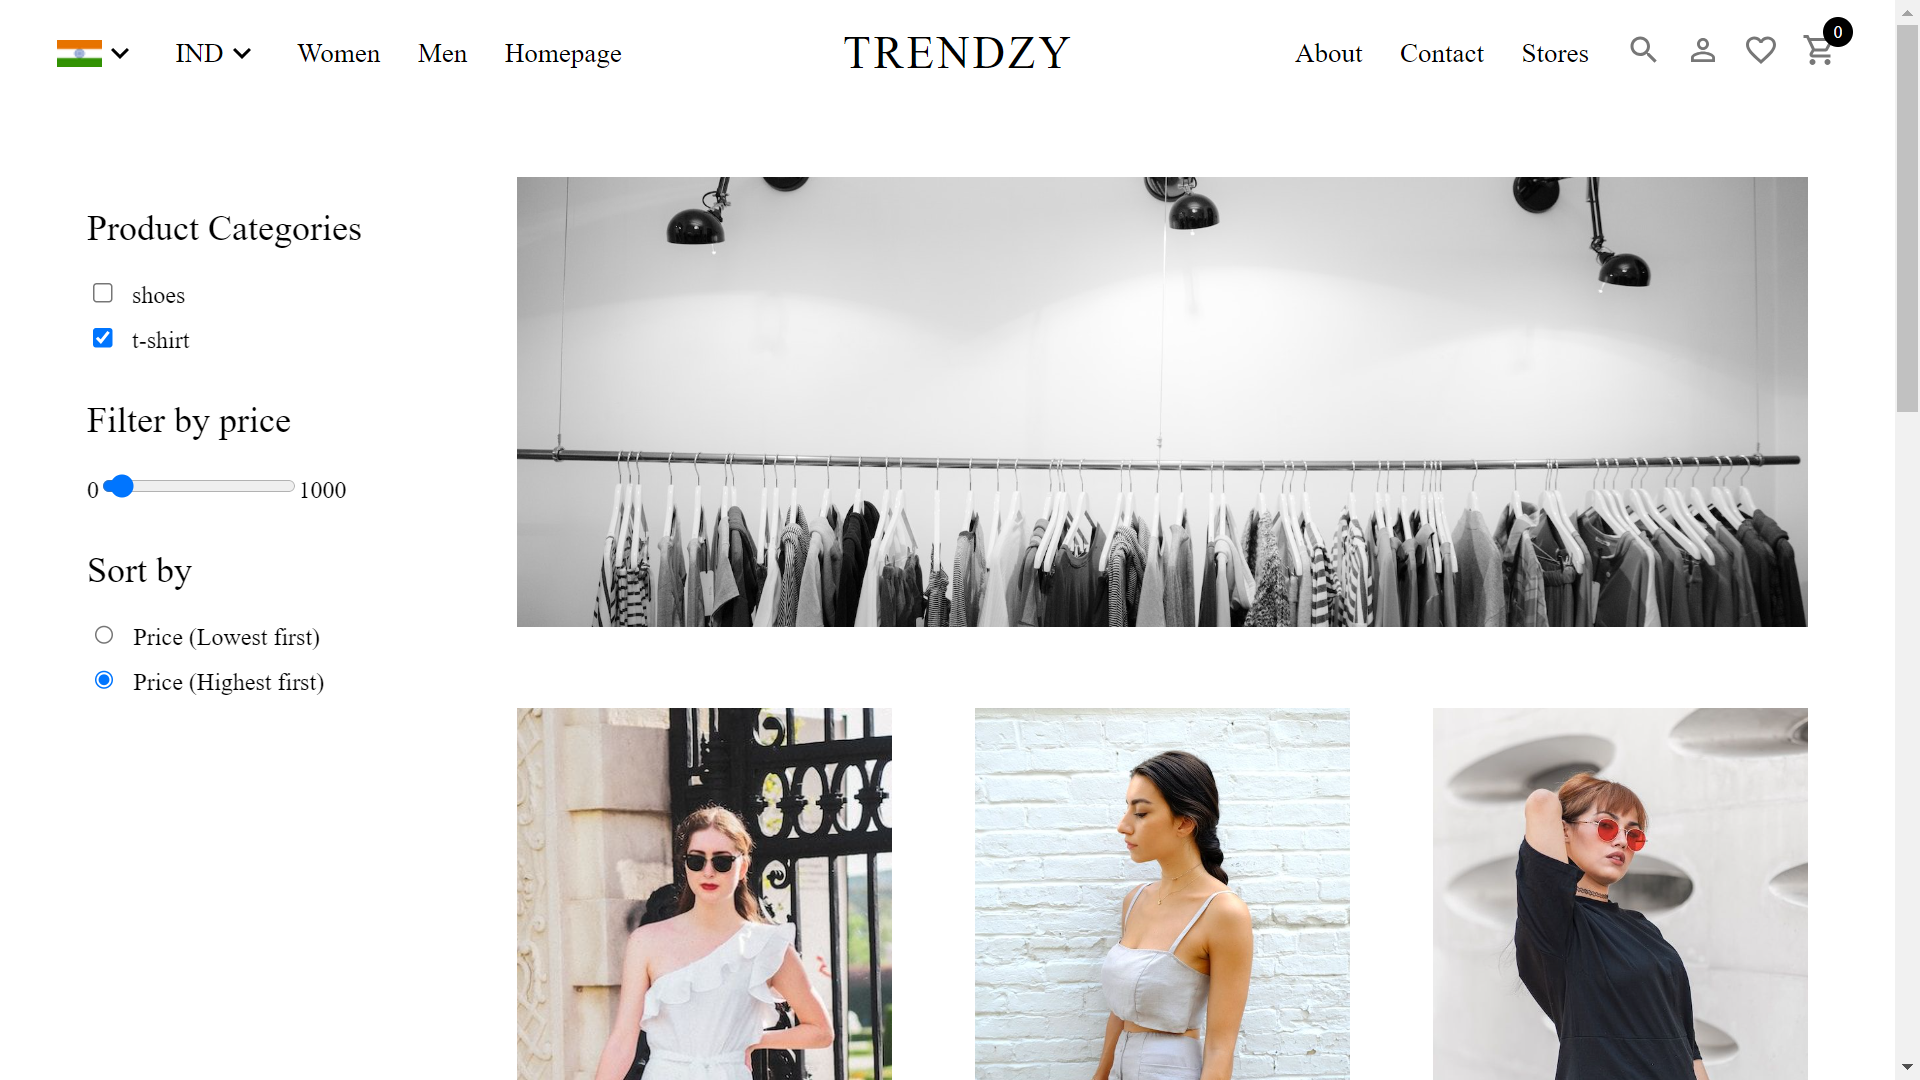 IND
Women
Men
Homepage
TRENDZY
About
Contact
Stores
0
Product Categories
shoes
t-shirt
Filter by price
0 1000
Sort by
Price (Lowest first)
Price (Highest first)